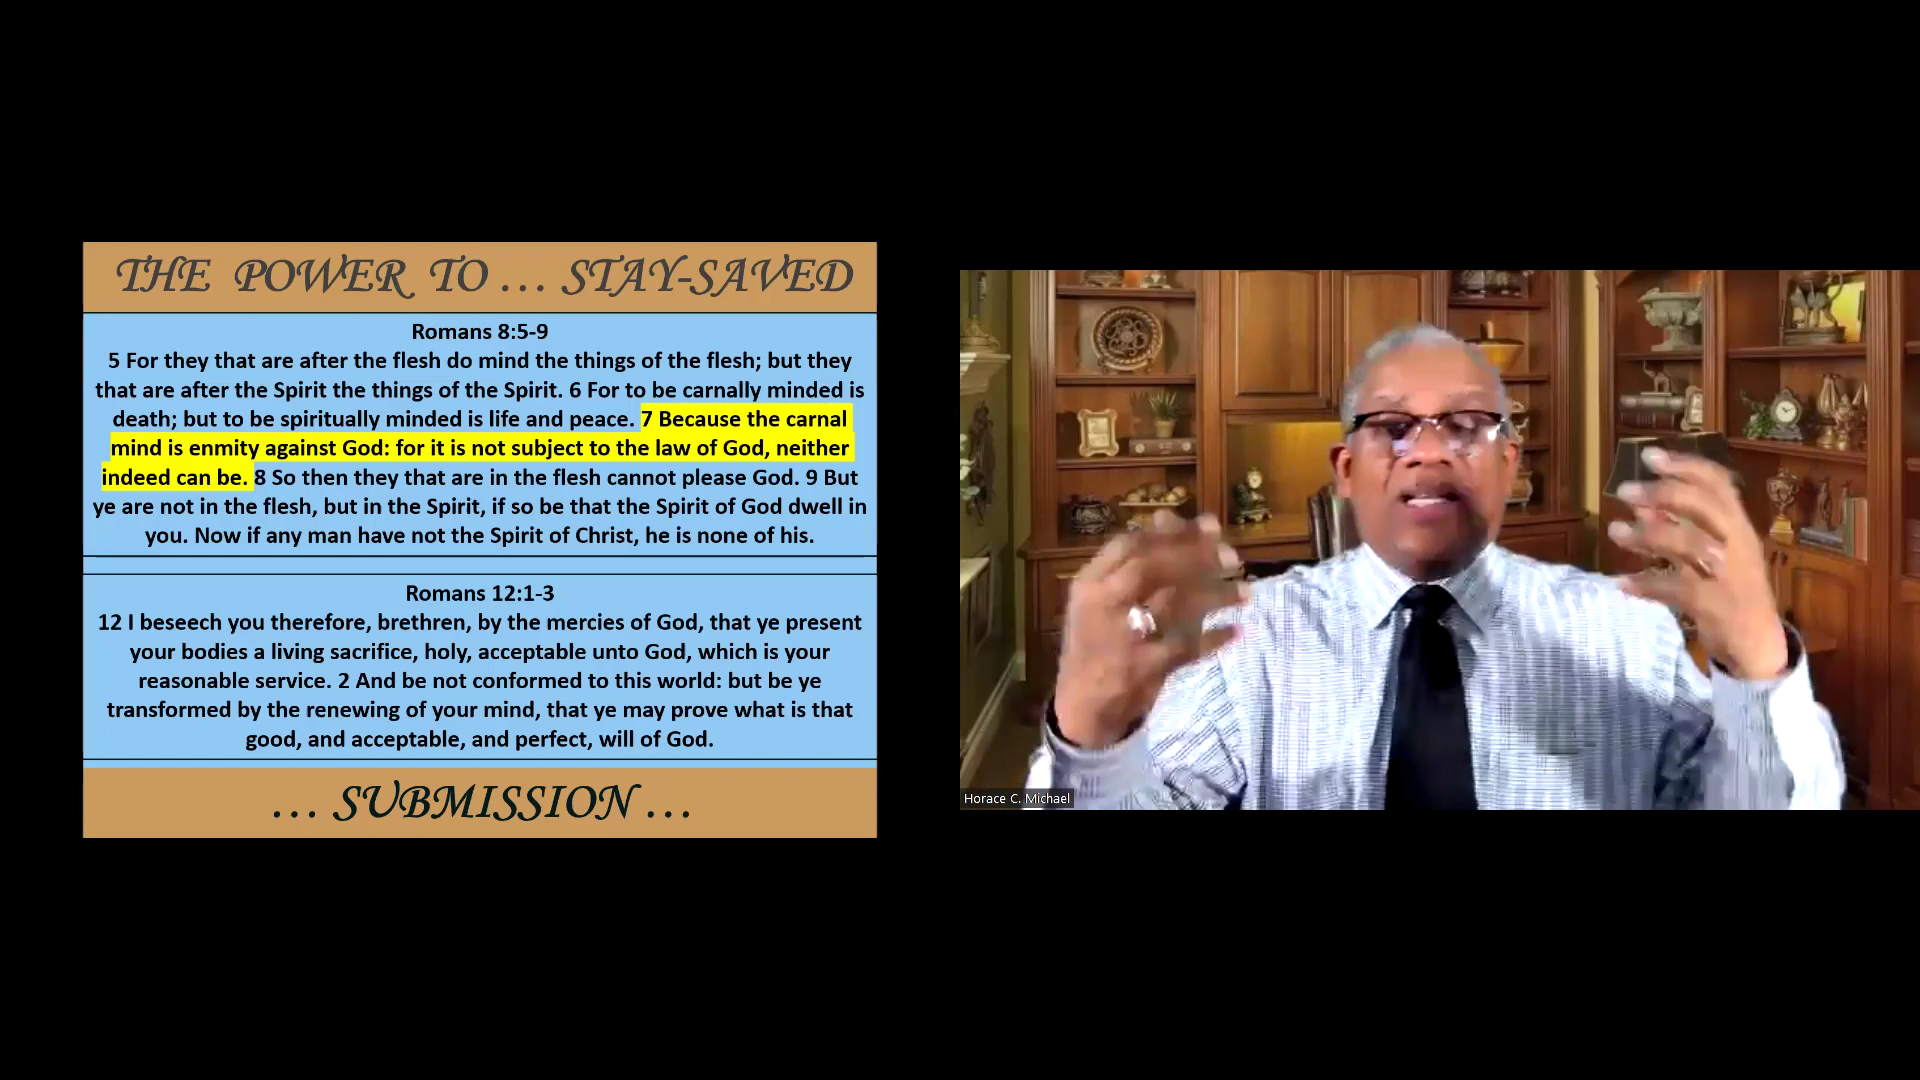 THE POWER TO ... STAY-SAVED
Romans 8:5-9
5 For they that are after the flesh do mind the things of the flesh; but they
that are after the Spirit the things of the Spirit. 6 For to be carnally minded is
death; but to be spiritually minded is life and peace. 7 Because the carnal
mind is enmity against God: for it is not subject to the law of God, neither
indeed can be. 8 So then they that are in the flesh cannot please God. 9 But
ye are not in the flesh, but in the Spirit, if so be that the Spirit of God dwell in
you. Now if any man have not the Spirit of Christ, he is none of his.
Romans 12:1-3
12 I beseech you therefore, brethren, by the mercies of God, that ye present
your bodies a living sacrifice, holy, acceptable unto God, which is your
reasonable service. 2 And be not conformed to this world: but be ye
transformed by the renewing of your mind, that ye may prove what is that
good, and acceptable, and perfect, will of God.
... SUBMISSION ...
Horace C. Michael